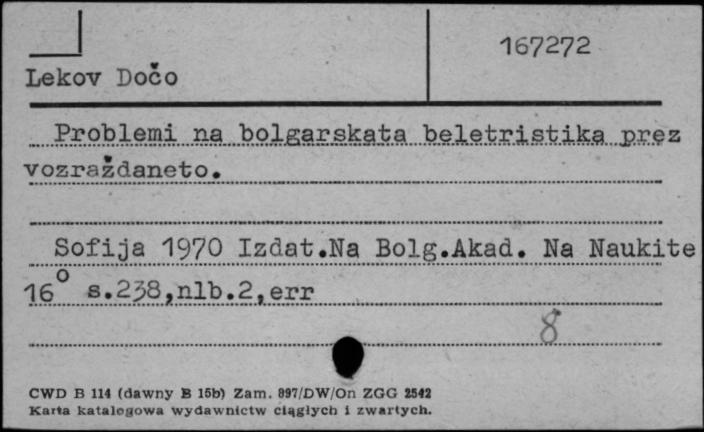 167272
Lekov Dočo
Problemi na bolgarskata beletristika prez
vozraždaneto.
Sofija 1970 Izdat.Na Bolg.Akad. Na Naukite
16° s.238,nlb.2,err
8
CWD B 114 (dawny B 15b) Zam. 897/DW/On ZGG 2542
Karta katalogowa wydawnictw ciągłych i zwartych.